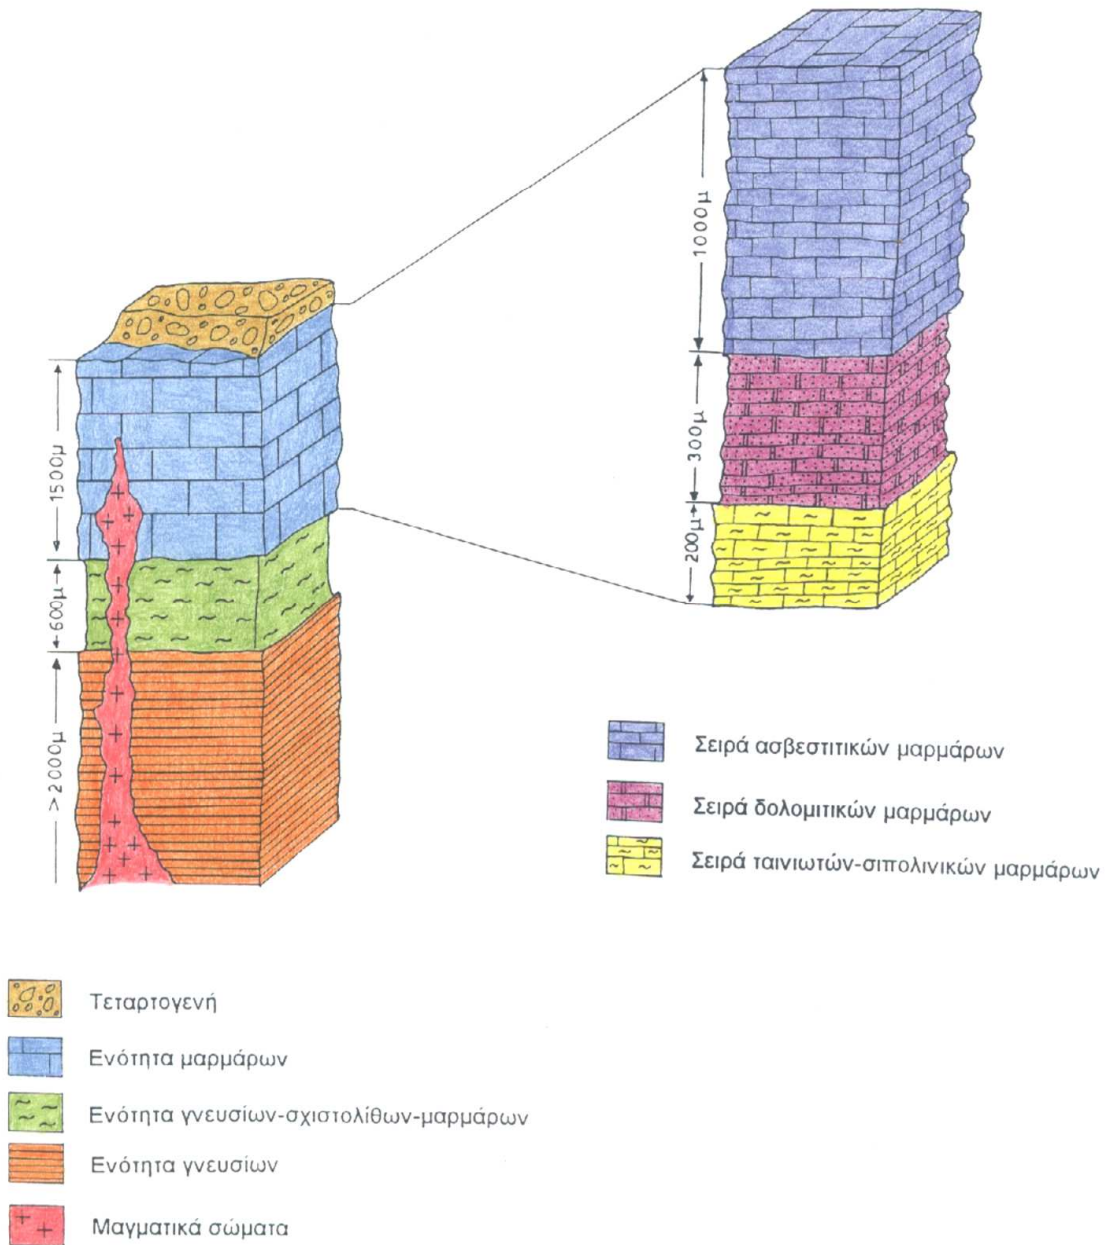 1000μ
300μ
200μ
1500μ
600μ
>2000μ
Σειρά ασβεστιτικών μαρμάρων
Σειρά δολομιτικών μαρμάρων
Σειρά ταινιωτών-σιπολινικών μαρμάρων
Τεταρτογενή
Ενότητα μαρμάρων
Ενότητα γνευσίων-σχιστολίθων-μαρμάρων
Ενότητα γνευσίων
Μαγματικά σώματα